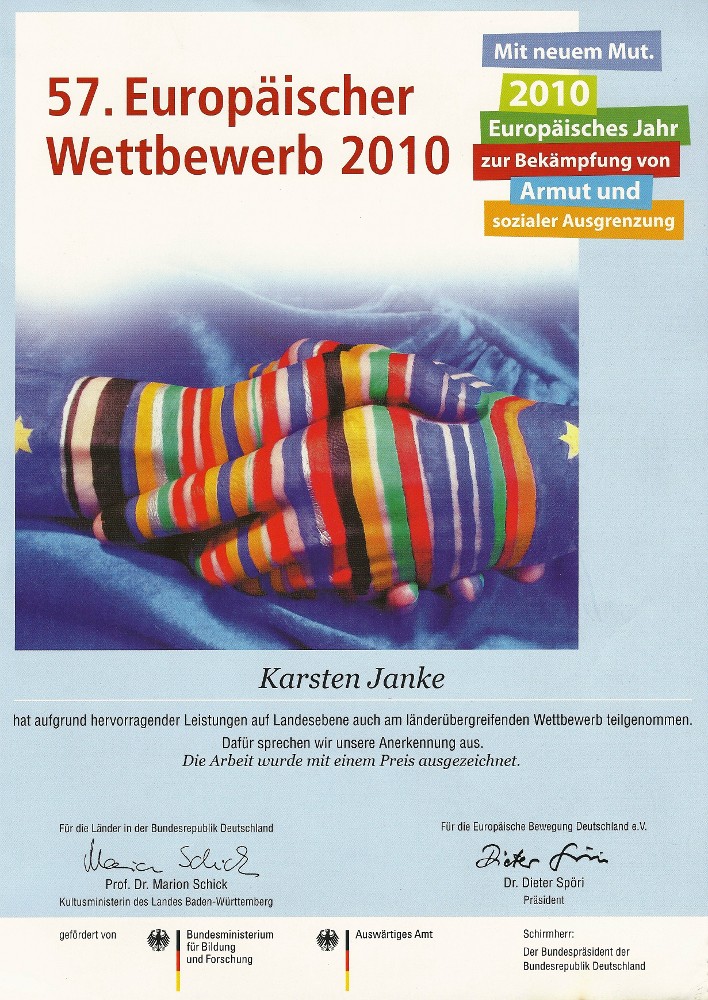 57. Europäischer
Wettbewerb 2010
Mit neuem Mut.
2010
Europäisches Jahr
zur Bekämpfung von
Armut und
sozialer Ausgrenzung
Karsten Janke
hat aufgrund hervorragender Leistungen auf Landesebene auch am länderübergreifenden Wettbewerb teilgenommen.
Dafür sprechen wir unsere Anerkennung aus.
Die Arbeit wurde mit einem Preis ausgezeichnet.
Für die Länder in der Bundesrepublik Deutschland
Marion Schick
Prof. Dr. Marion Schick
Kultusministerin des Landes Baden-Württemberg
Für die Europäische Bewegung Deutschland e.V.
Dieter Spöri
Dr. Dieter Spöri
Präsident
gefördert von
Bundesministerium
für Bildung
und Forschung
Auswärtiges Amt
Schirmherr:
Der Bundespräsident der
Bundesrepublik Deutschland